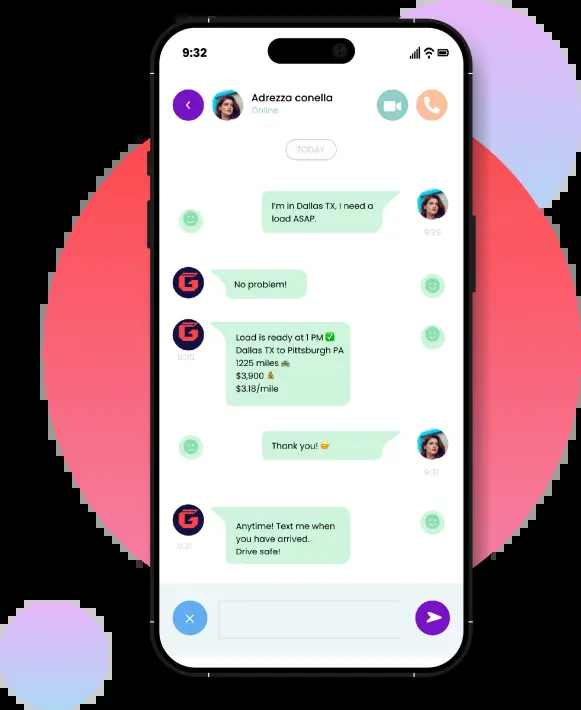 9:32
Adrezza conella
Online
TODAY
I'm in Dallas TX, I need a
load ASAP.
9:29
No problem!
Load is ready at 1 PM ✅
Dallas TX to Pittsburgh PA
1225 miles 🚛
$3,900 💰
$3.18/mile
9:30
Thank you! 🤝
9:31
Anytime! Text me when
you have arrived.
Drive safe!
9:31